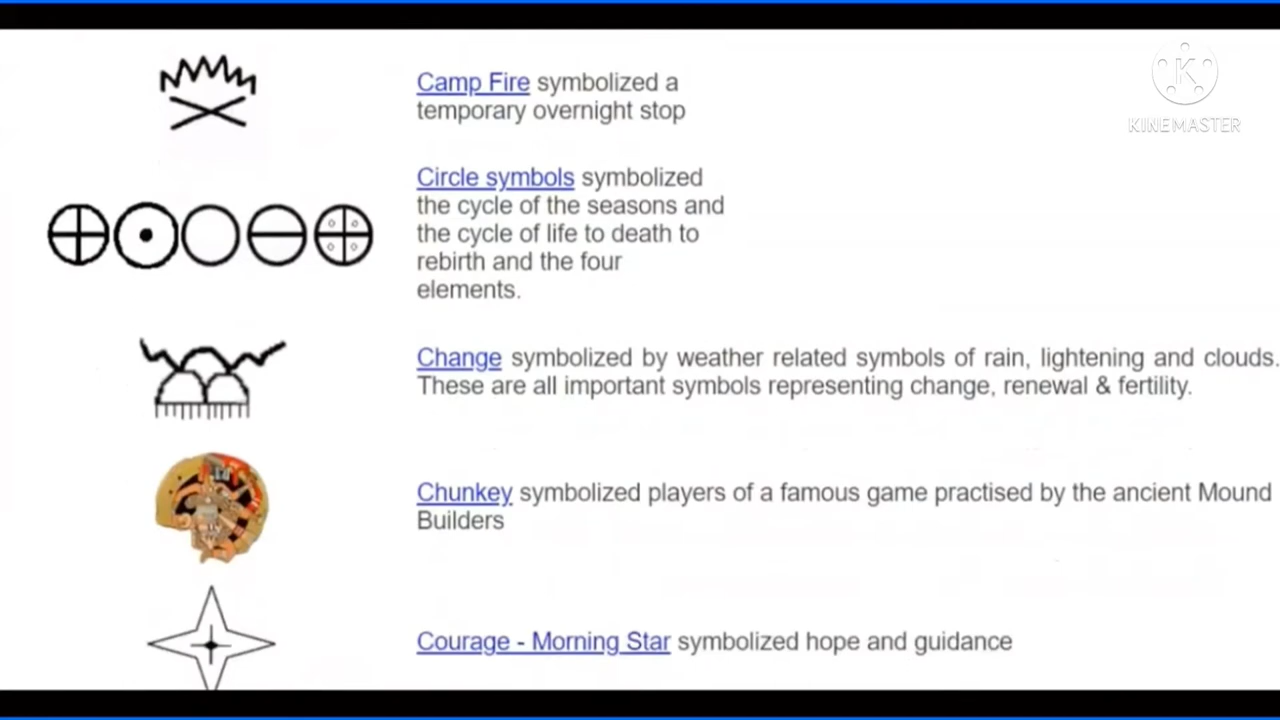 Camp Fire symbolized a
temporary overnight stop
K
KINEMASTER
Circle symbols symbolized
the cycle of the seasons and
the cycle of life to death to
rebirth and the four
elements.
Change symbolized by weather related symbols of rain, lightening and clouds.
These are all important symbols representing change, renewal & fertility.
Chunkey symbolized players of a famous game practised by the ancient Mound
Builders
Courage - Morning Star symbolized hope and guidance